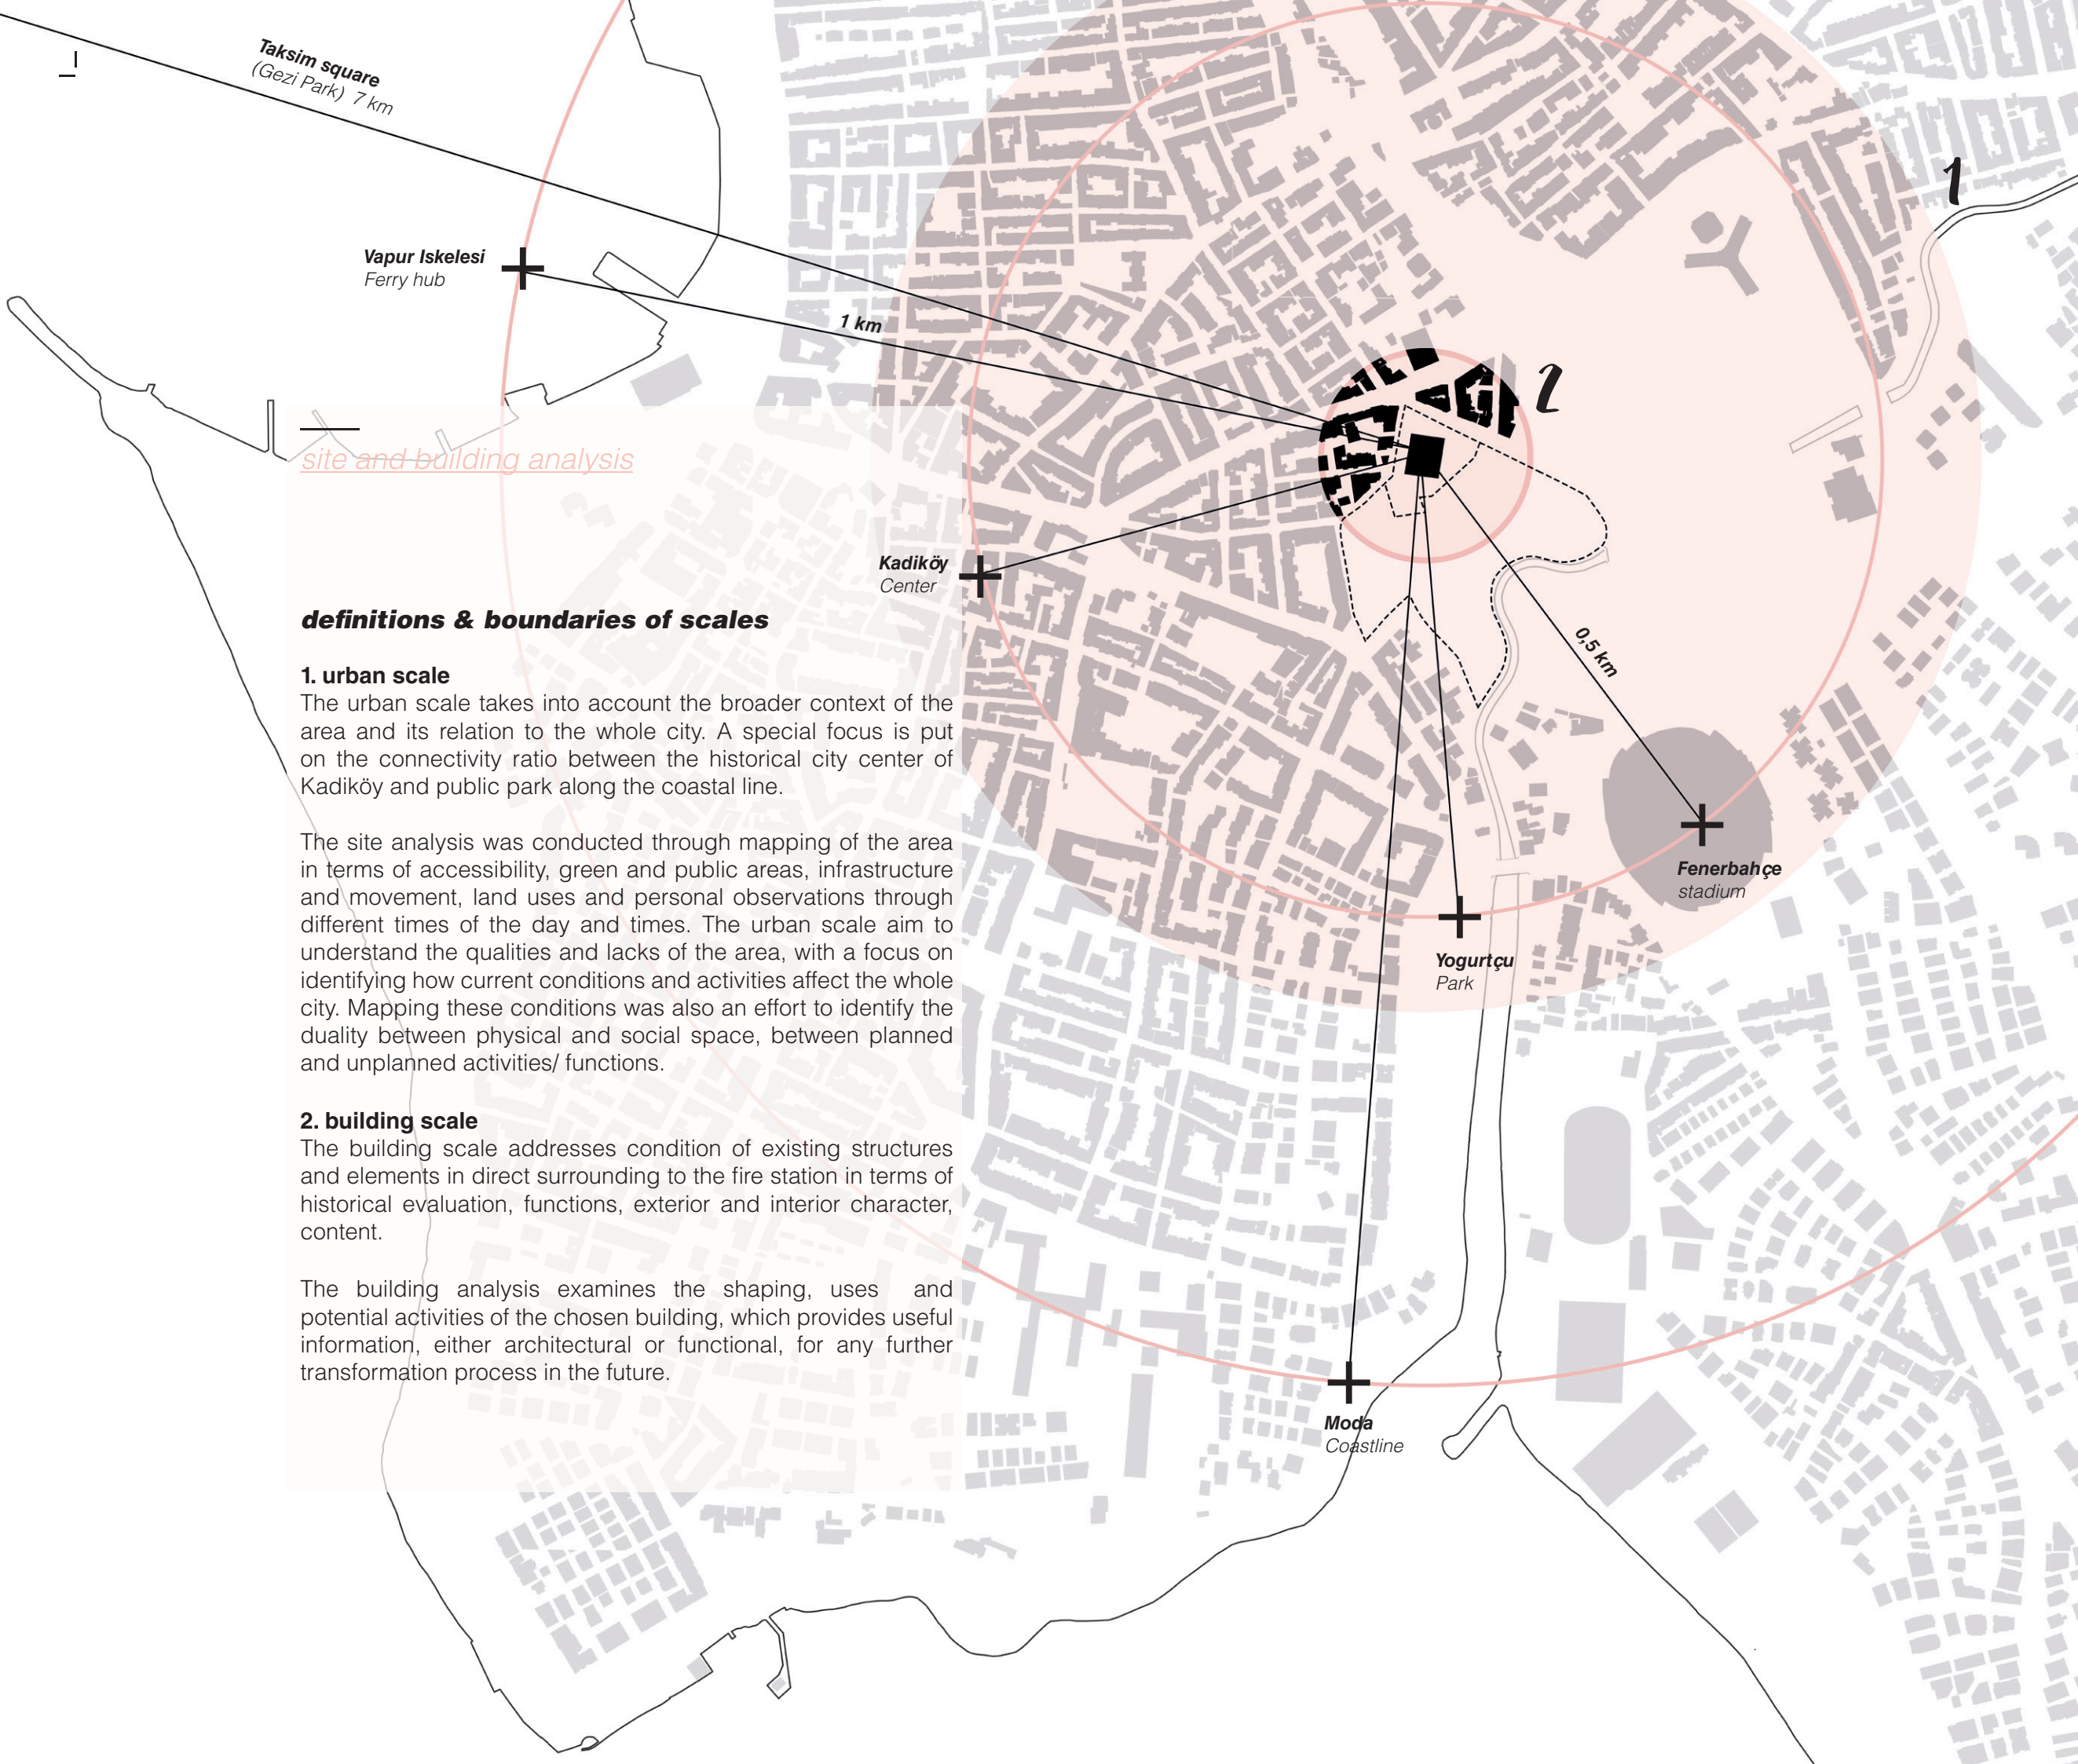 Taksim square
(Gezi Park) 7 km
1
Vapur Iskelesi
Ferry hub
1 km
2
site and building analysis
Kadiköy
Center
definitions & boundaries of scales
0,5 km
1. urban scale
The urban scale takes into account the broader context of the
area and its relation to the whole city. A special focus is put
on the connectivity ratio between the historical city center of
Kadiköy and public park along the coastal line.
The site analysis was conducted through mapping of the area
in terms of accessibility, green and public areas, infrastructure
and movement, land uses and personal observations through
different times of the day and times. The urban scale aim to
understand the qualities and lacks of the area, with a focus on
identifying how current conditions and activities affect the whole
city. Mapping these conditions was also an effort to identify the
duality between physical and social space, between planned
and unplanned activities/ functions.
Fenerbahçe
stadium
Yogurtçu
Park
2. building scale
The building scale addresses condition of existing structures
and elements in direct surrounding to the fire station in terms of
historical evaluation, functions, exterior and interior character,
content.
The building analysis examines the shaping, uses and
potential activities of the chosen building, which provides useful
information, either architectural or functional, for any further
transformation process in the future.
Moda
Coastline